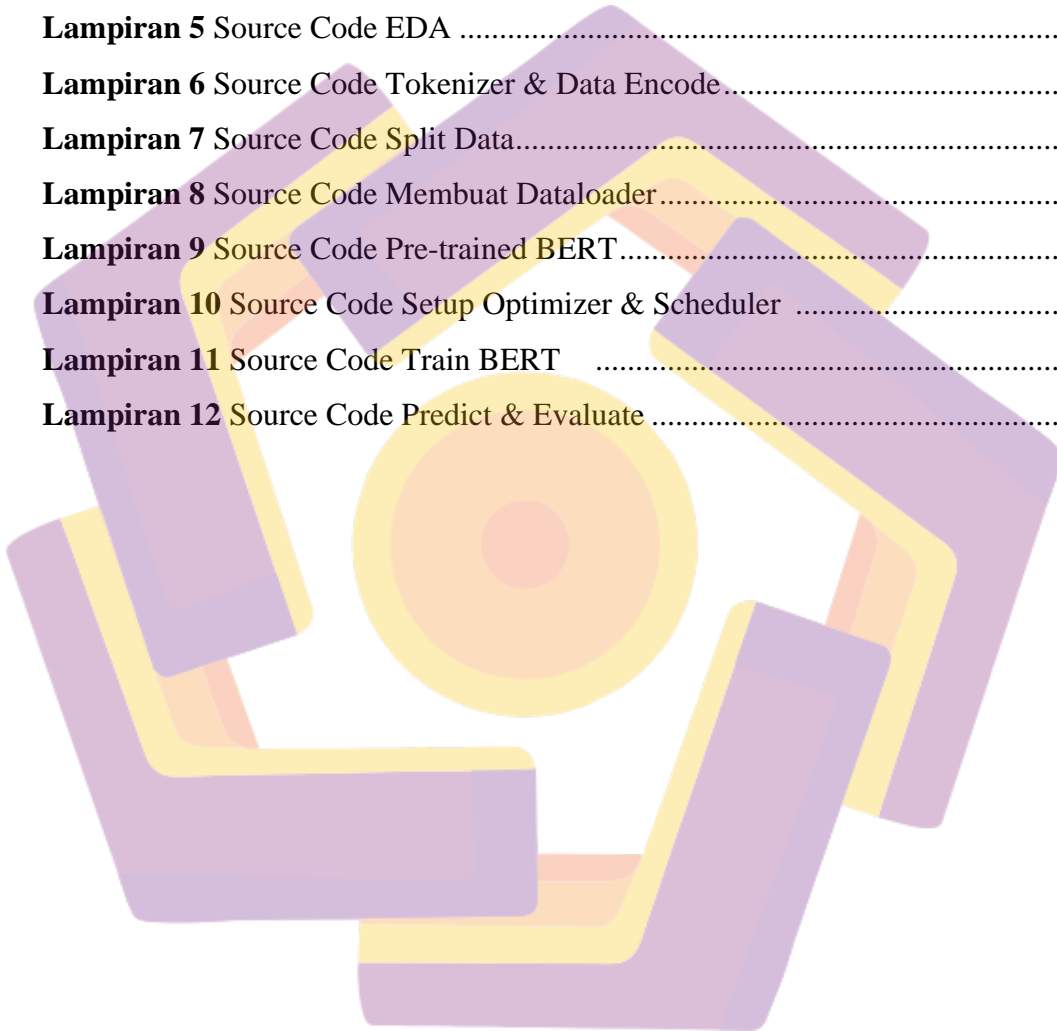 Lampiran 5 Source Code EDA ........................................................................
Lampiran 6 Source Code Tokenizer & Data Encode........................................
Lampiran 7 Source Code Split Data................................................................
Lampiran 8 Source Code Membuat Dataloader................................................
Lampiran 9 Source Code Pre-trained BERT....................................................
Lampiran 10 Source Code Setup Optimizer & Scheduler ................................
Lampiran 11 Source Code Train BERT ........................................................
Lampiran 12 Source Code Predict & Evaluate ................................................